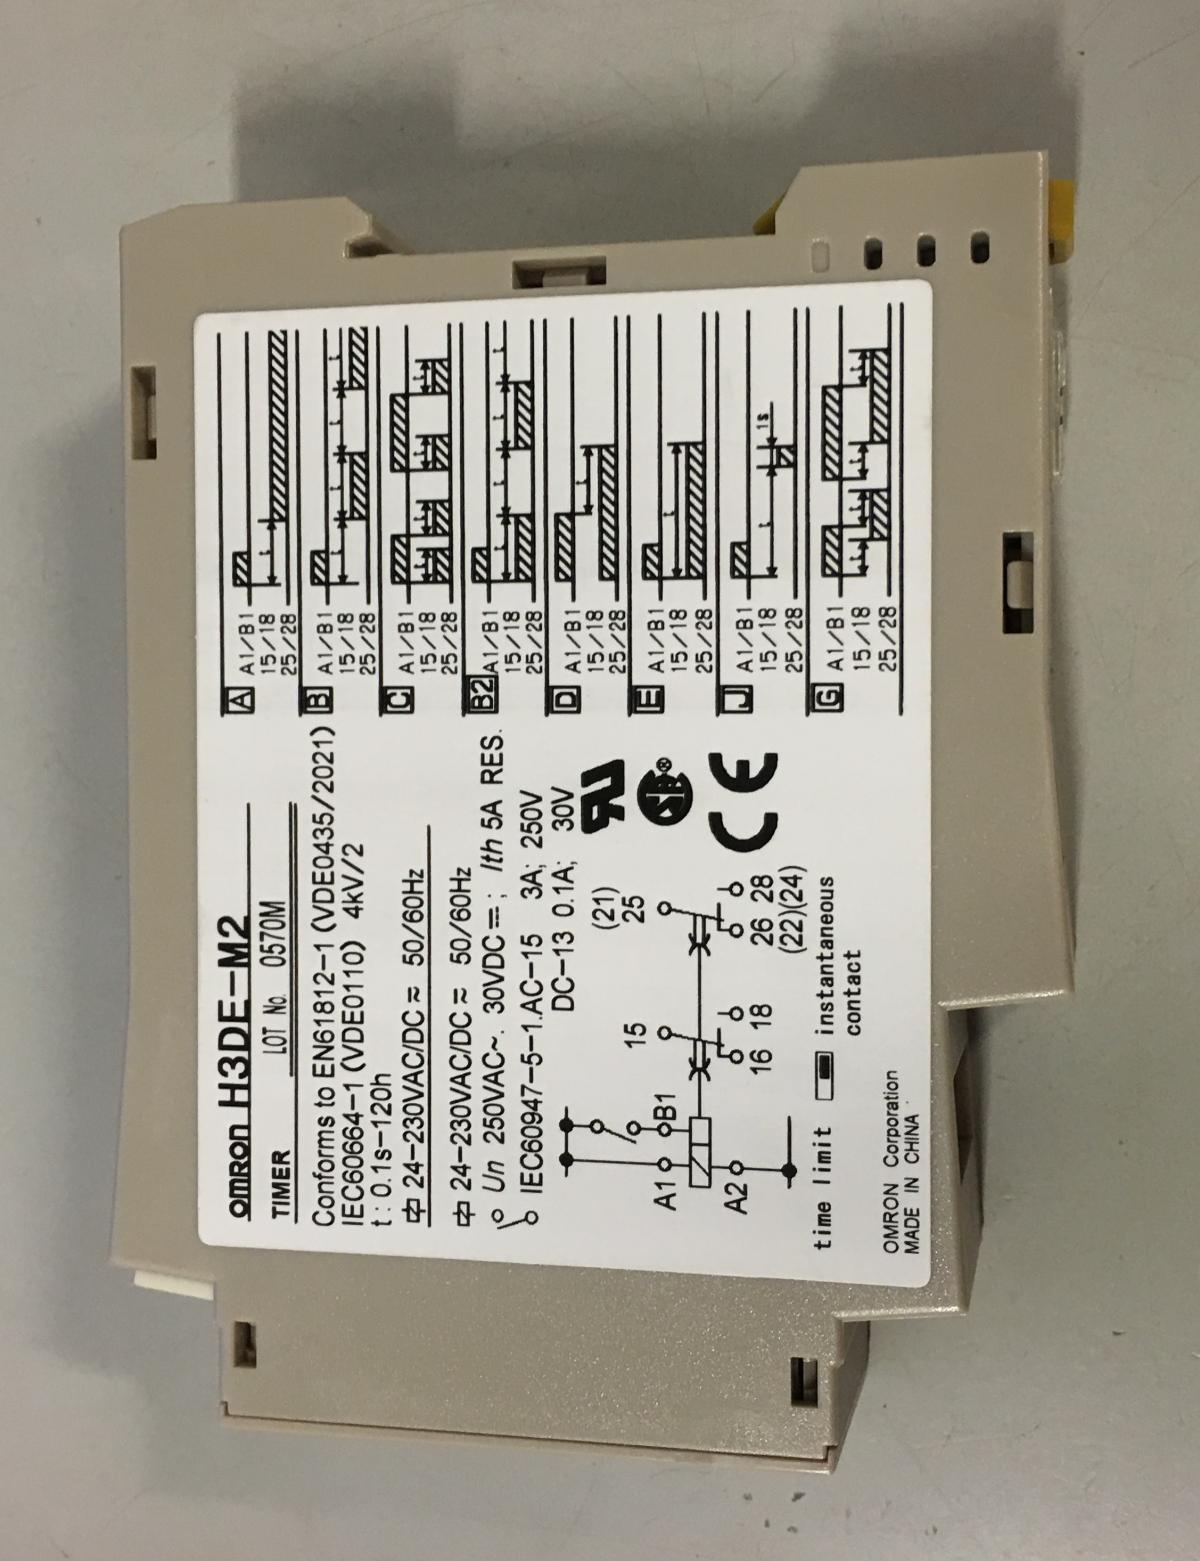 OMRON H3DE-M2
TIMER LOT No. 0570M
Conforms to EN61812-1 (VDE0435/2021)
IEC60664-1 (VDE0110) 4kV/2
t: 0.1s-120h
24-230VAC/DC ≂ 50/60Hz
24-230VAC/DC ≂ 50/60Hz
Un 250VAC~. 30VDC⎓; Ith 5A RES.
IEC60947-5-1.AC-15 3A; 250V
DC-13 0.1A; 30V
(21)
15 25
A1 B1
16 18 26 28
A2 (22)(24)
time limit instantaneous
contact
OMRON Corporation
MADE IN CHINA
RU
SA ®
CE
A A1/B1
15/18 t
25/28
B A1/B1
15/18 t t t t
25/28
C A1/B1
15/18 t t t t
25/28
B2 A1/B1
15/18 t t t t
25/28
D A1/B1
15/18 t
25/28
E A1/B1
15/18 t
25/28
J A1/B1
15/18 t 1s
25/28
G A1/B1
15/18 t t t t
25/28